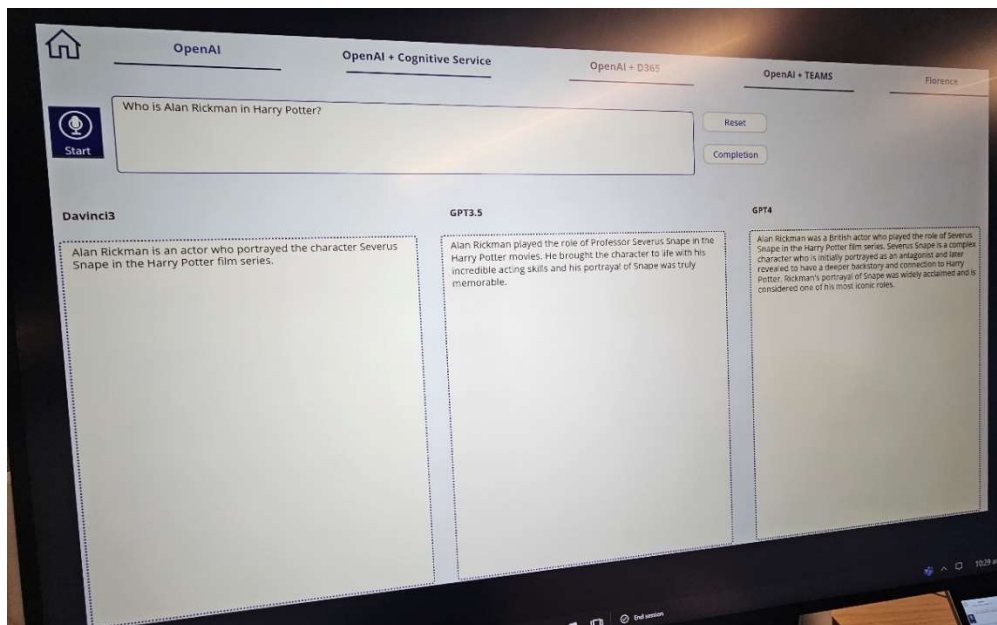 OpenAI
OpenAI + Cognitive Service
OpenAI + D365
OpenAI + TEAMS
Florence
Start
Who is Alan Rickman in Harry Potter?
Reset
Completion
Davinci3
Alan Rickman is an actor who portrayed the character Severus
Snape in the Harry Potter film series.
GPT3.5
Alan Rickman played the role of Professor Severus Snape in the
Harry Potter movies. He brought the character to life with his
incredible acting skills and his portrayal of Snape was truly
memorable.
GPT4
Alan Rickman was a British actor who played the role of Severus
Snape in the Harry Potter film series. Severus Snape is a complex
character who is initially portrayed as an antagonist and later
revealed to have a deeper backstory and connection to Harry
Potter. Rickman's portrayal of Snape was widely acclaimed and is
considered one of his most iconic roles.
End session
10:29